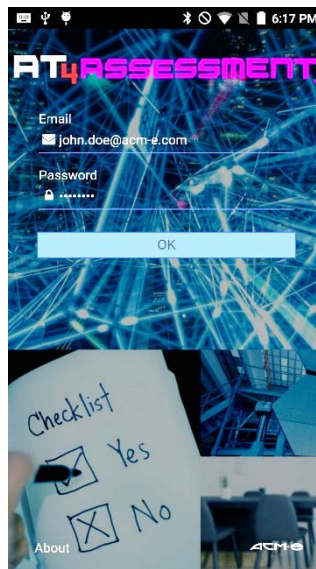 6:17 PM
AT4ASSESSMENT
Email
john.doe@acm-e.com
Password
••••••••
OK
Checklist
Yes
No
About
ACM-E